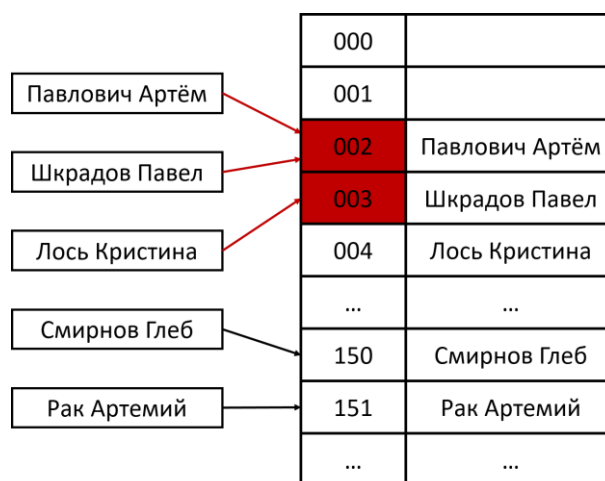 Павлович Артём
Шкрадов Павел
Лось Кристина
Смирнов Глеб
Рак Артемий
000
001
002 Павлович Артём
003 Шкрадов Павел
004 Лось Кристина
... ...
150 Смирнов Глеб
151 Рак Артемий
... ...